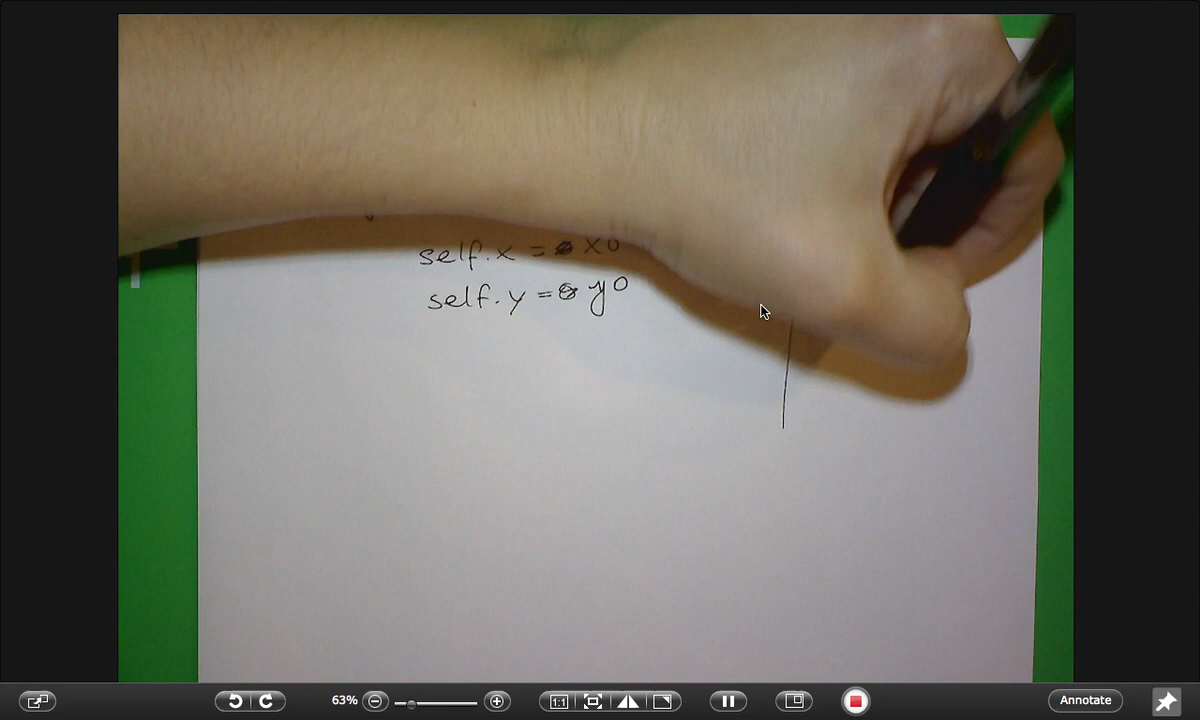 self.x = x0
self.y = y0
63%
1:1
Annotate